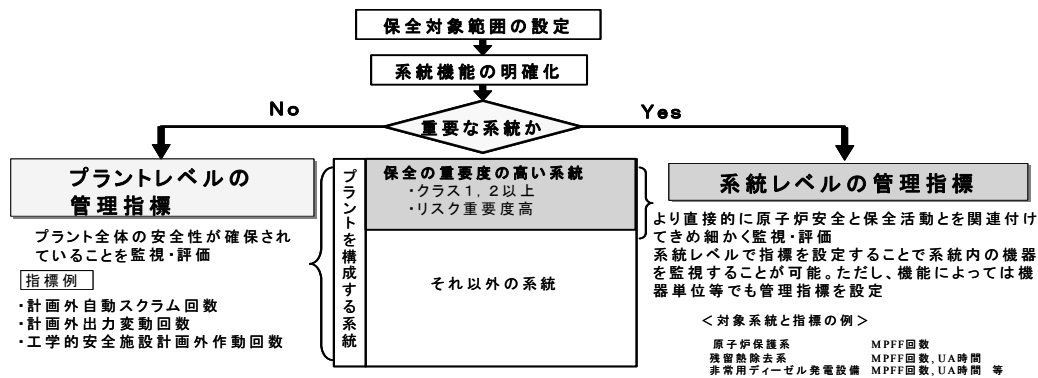 保全対象範囲の設定
系統機能の明確化
No
重要な系統か
Yes
プラントレベルの
管理指標
プラント全体の安全性が確保され
ていることを監視・評価
指標例
・計画外自動スクラム回数
・計画外出力変動回数
・工学的安全施設計画外作動回数
プラントを構成する系統
保全の重要度の高い系統
・クラス1,2以上
・リスク重要度高
それ以外の系統
系統レベルの管理指標
より直接的に原子炉安全と保全活動とを関連付け
てきめ細かく監視・評価
系統レベルで指標を設定することで系統内の機器
を監視することが可能。ただし、機能によっては機
器単位等でも管理指標を設定
<対象系統と指標の例>
原子炉保護系 MPFF回数
残留熱除去系 MPFF回数, UA時間
非常用ディーゼル発電設備 MPFF回数, UA時間 等